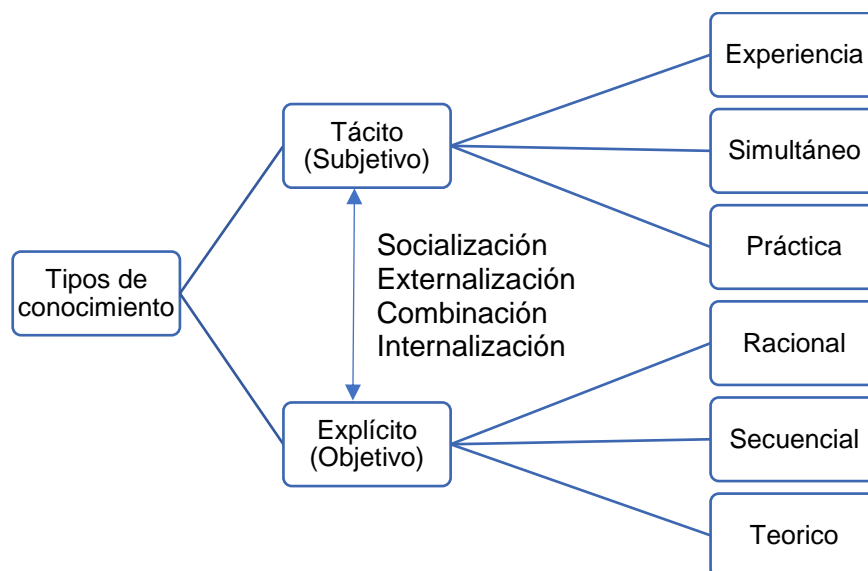 Tipos de
conocimiento
Tácito
(Subjetivo)
Socialización
Externalización
Combinación
Internalización
Explícito
(Objetivo)
Experiencia
Simultáneo
Práctica
Racional
Secuencial
Teorico